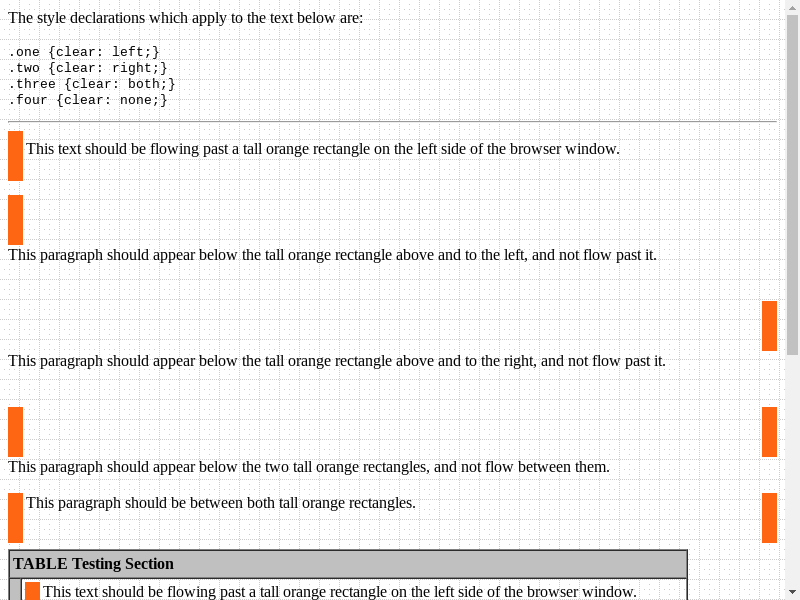 The style declarations which apply to the text below are:
.one {clear: left;}
.two {clear: right;}
.three {clear: both;}
.four {clear: none;}
This text should be flowing past a tall orange rectangle on the left side of the browser window.
This paragraph should appear below the tall orange rectangle above and to the left, and not flow past it.
This paragraph should appear below the tall orange rectangle above and to the right, and not flow past it.
This paragraph should appear below the two tall orange rectangles, and not flow between them.
This paragraph should be between both tall orange rectangles.
TABLE Testing Section
This text should be flowing past a tall orange rectangle on the left side of the browser window.